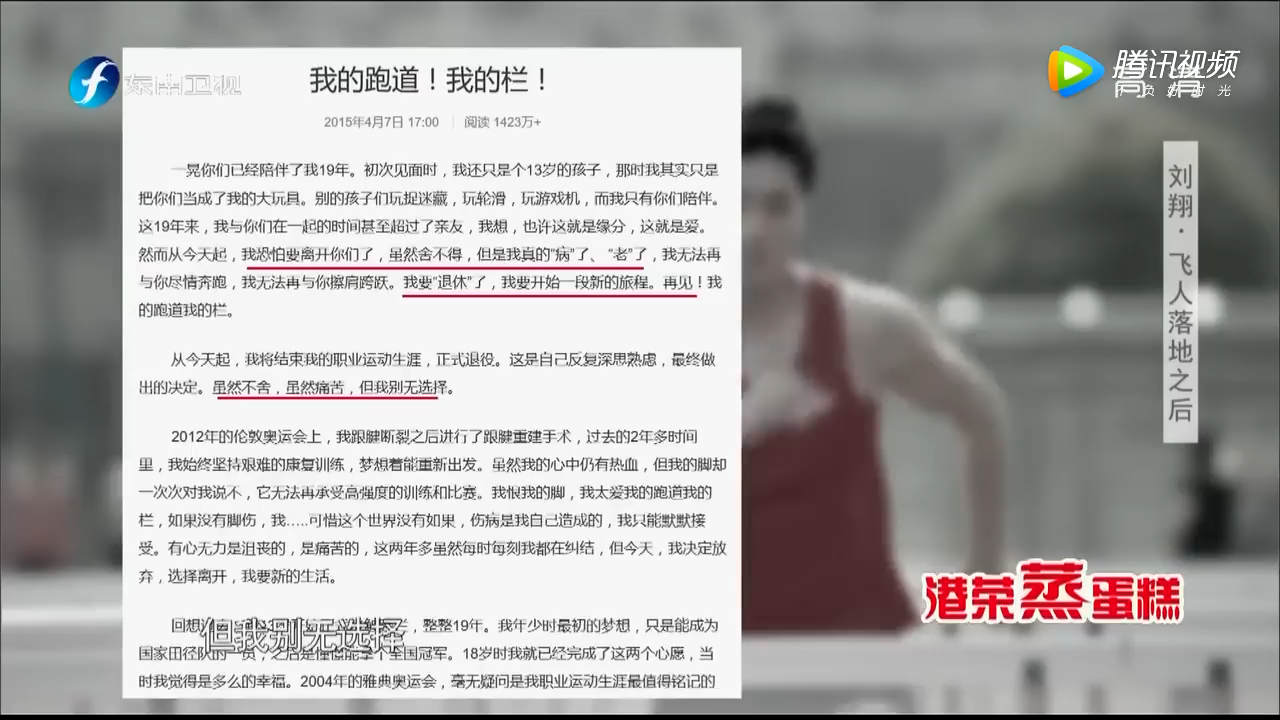 东南卫视
腾讯视频
高清
不负好时光
我的跑道！我的栏！
2015年4月7日 17:00
阅读 1423万+
一晃你们已经陪伴了我19年。初次见面时，我还只是个13岁的孩子，那时我其实只是
把你们当成了我的大玩具。别的孩子们玩捉迷藏，玩轮滑，玩游戏机，而我只有你们陪伴。
这19年来，我与你们在一起的时间甚至超过了亲友，我想，也许这就是缘分，这就是爱。
然而从今天起，我恐怕要离开你们了，虽然舍不得，但是我真的“病”了、“老”了，我无法再
与你尽情奔跑，我无法再与你擦肩跨跃。我要“退休”了，我要开始一段新的旅程。再见！我
的跑道我的栏。
从今天起，我将结束我的职业运动生涯，正式退役。这是自己反复深思熟虑，最终做
出的决定。虽然不舍，虽然痛苦，但我别无选择。
2012年的伦敦奥运会上，我跟腱断裂之后进行了跟腱重建手术，过去的2年多时间
里，我始终坚持艰难的康复训练，梦想着能重新出发。虽然我的心中仍有热血，但我的脚却
一次次对我说不，它无法再承受高强度的训练和比赛。我恨我的脚，我太爱我的跑道我的
栏，如果没有脚伤，我.....可惜这个世界没有如果，伤病是我自己造成的，我只能默默接
受。有心无力是沮丧的，是痛苦的，这两年多虽然每时每刻我都在纠结，但今天，我决定放
弃，选择离开，我要新的生活。
回想 栏，整整19年。我年少时最初的梦想，只是能成为
国家田径队的一员，之后是憧憬能拿个全国冠军。18岁时我就已经完成了这两个心愿，当
时我觉得是多么的幸福。2004年的雅典奥运会，毫无疑问是我职业运动生涯最值得铭记的
但我别无选择
刘翔·飞人落地之后
港荣蒸蛋糕